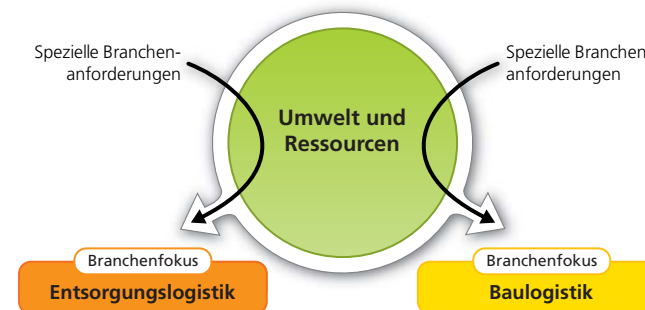 Spezielle Branchen-
anforderungen
Spezielle Branchen
anforderungen
Umwelt und
Ressourcen
Branchenfokus
Entsorgungslogistik
Branchenfokus
Baulogistik